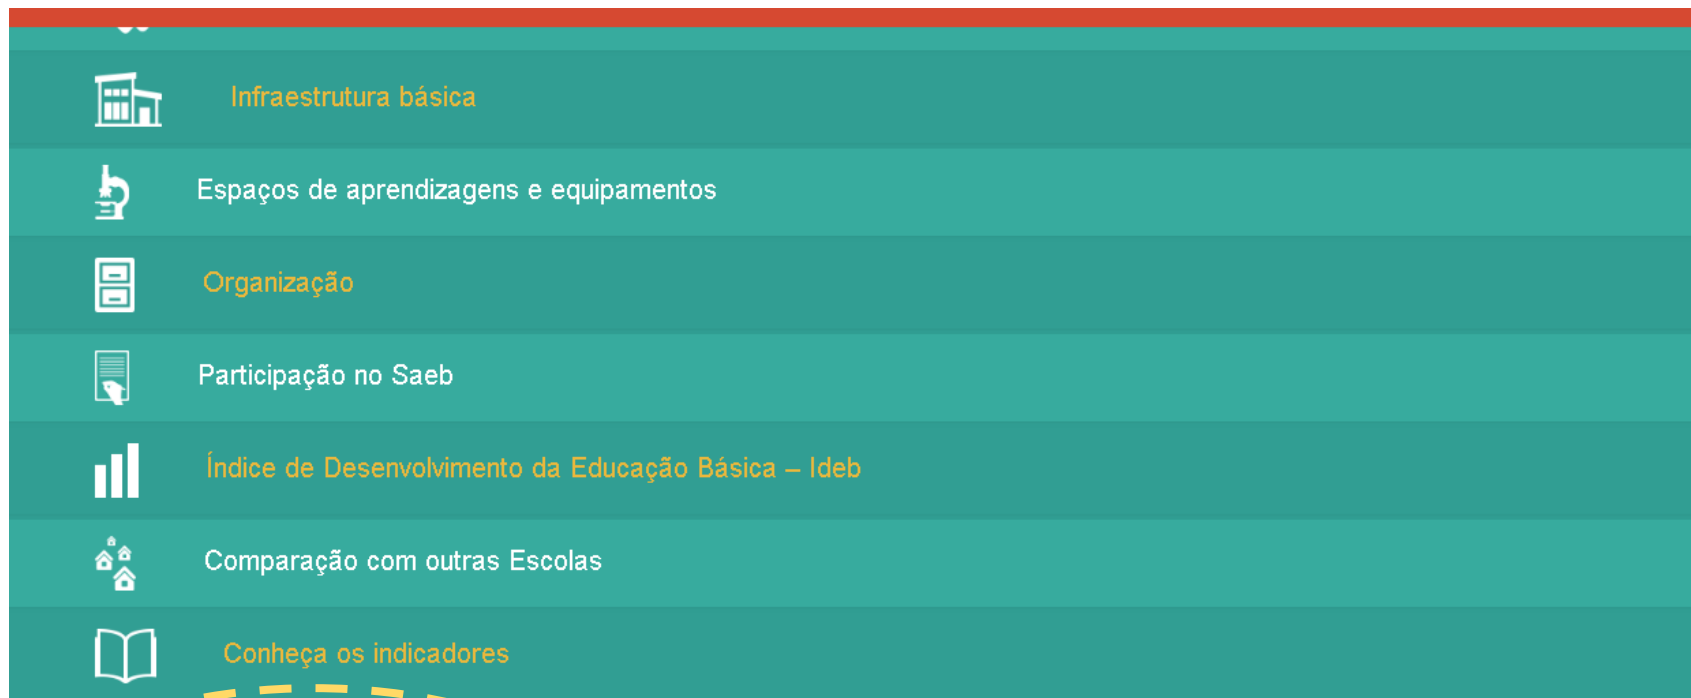 Infraestrutura básica
Espaços de aprendizagens e equipamentos
Organização
Participação no Saeb
Índice de Desenvolvimento da Educação Básica – Ideb
Comparação com outras Escolas
Conheça os indicadores